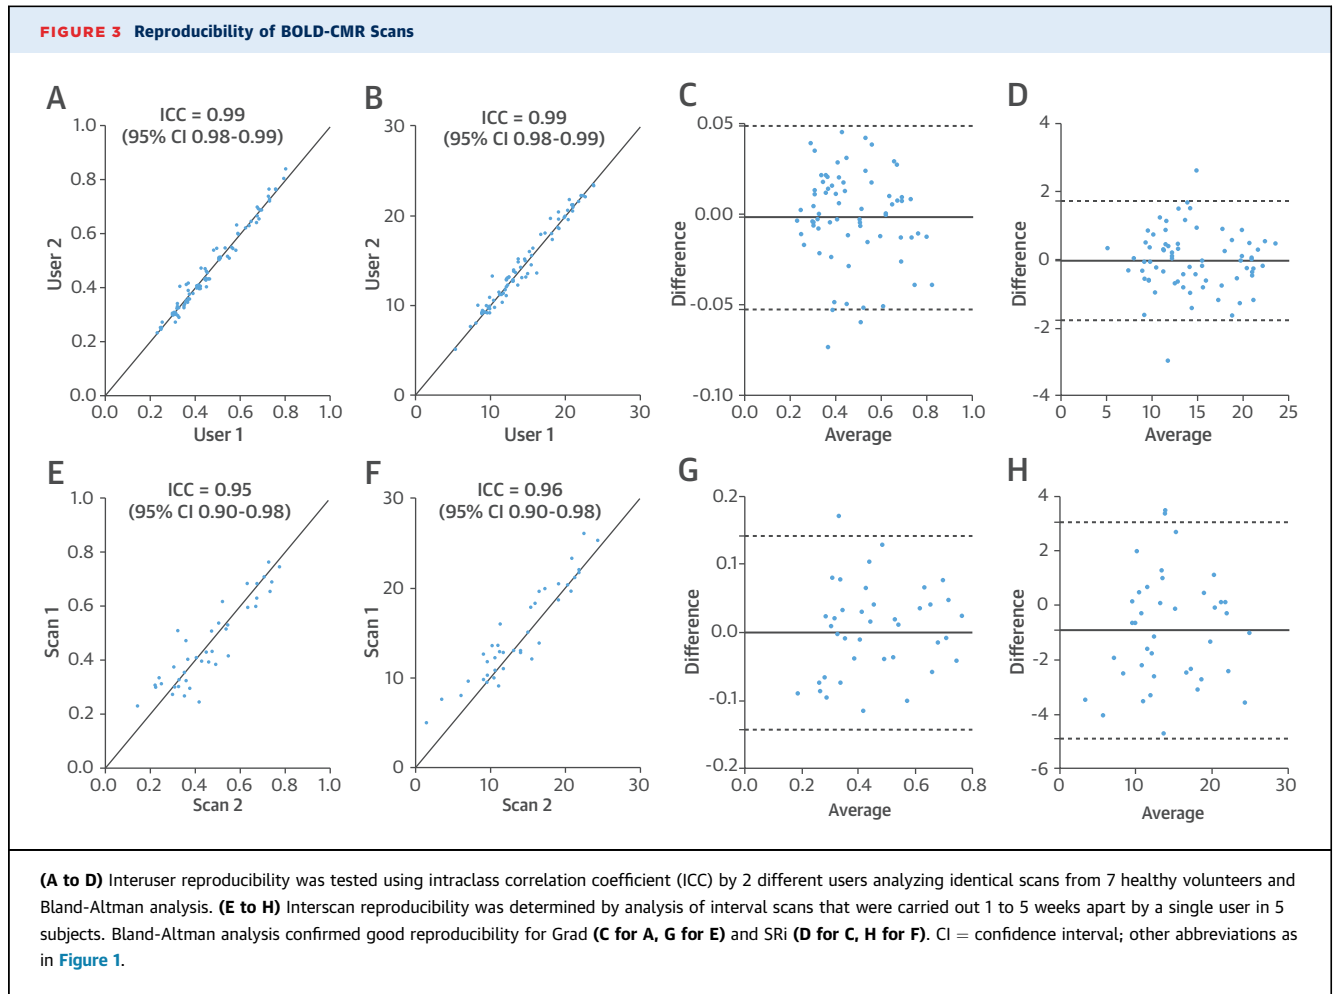 FIGURE 3 Reproducibility of BOLD-CMR Scans
A
ICC = 0.99
(95% CI 0.98-0.99)
1.0
0.8
0.6
0.4
0.2
0.0
User 2
0.0 0.2 0.4 0.6 0.8 1.0
User 1
B
ICC = 0.99
(95% CI 0.98-0.99)
30
20
10
0
User 2
0 10 20 30
User 1
C
0.05
0.00
-0.05
-0.10
Difference
0.0 0.2 0.4 0.6 0.8 1.0
Average
D
4
2
0
-2
-4
Difference
0 5 10 15 20 25
Average
E
ICC = 0.95
(95% CI 0.90-0.98)
1.0
0.8
0.6
0.4
0.2
0.0
Scan 1
0.0 0.2 0.4 0.6 0.8 1.0
Scan 2
F
ICC = 0.96
(95% CI 0.90-0.98)
30
20
10
0
Scan 1
0 10 20 30
Scan 2
G
0.2
0.1
0.0
-0.1
-0.2
Difference
0.0 0.2 0.4 0.6 0.8
Average
H
4
2
0
-2
-4
-6
Difference
0 10 20 30
Average
(A to D) Interuser reproducibility was tested using intraclass correlation coefficient (ICC) by 2 different users analyzing identical scans from 7 healthy volunteers and
Bland-Altman analysis. (E to H) Interscan reproducibility was determined by analysis of interval scans that were carried out 1 to 5 weeks apart by a single user in 5
subjects. Bland-Altman analysis confirmed good reproducibility for Grad (C for A, G for E) and SRi (D for C, H for F). CI = confidence interval; other abbreviations as
in Figure 1.